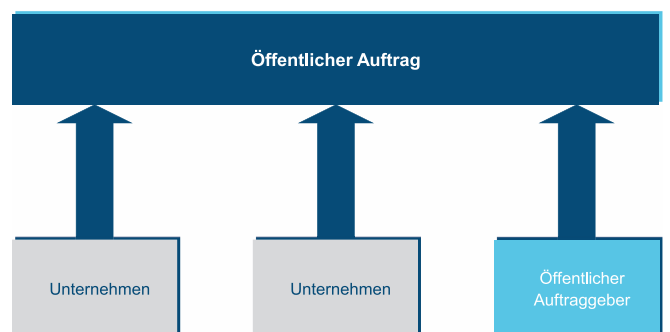 Öffentlicher Auftrag
Unternehmen
Unternehmen
Öffentlicher
Auftraggeber